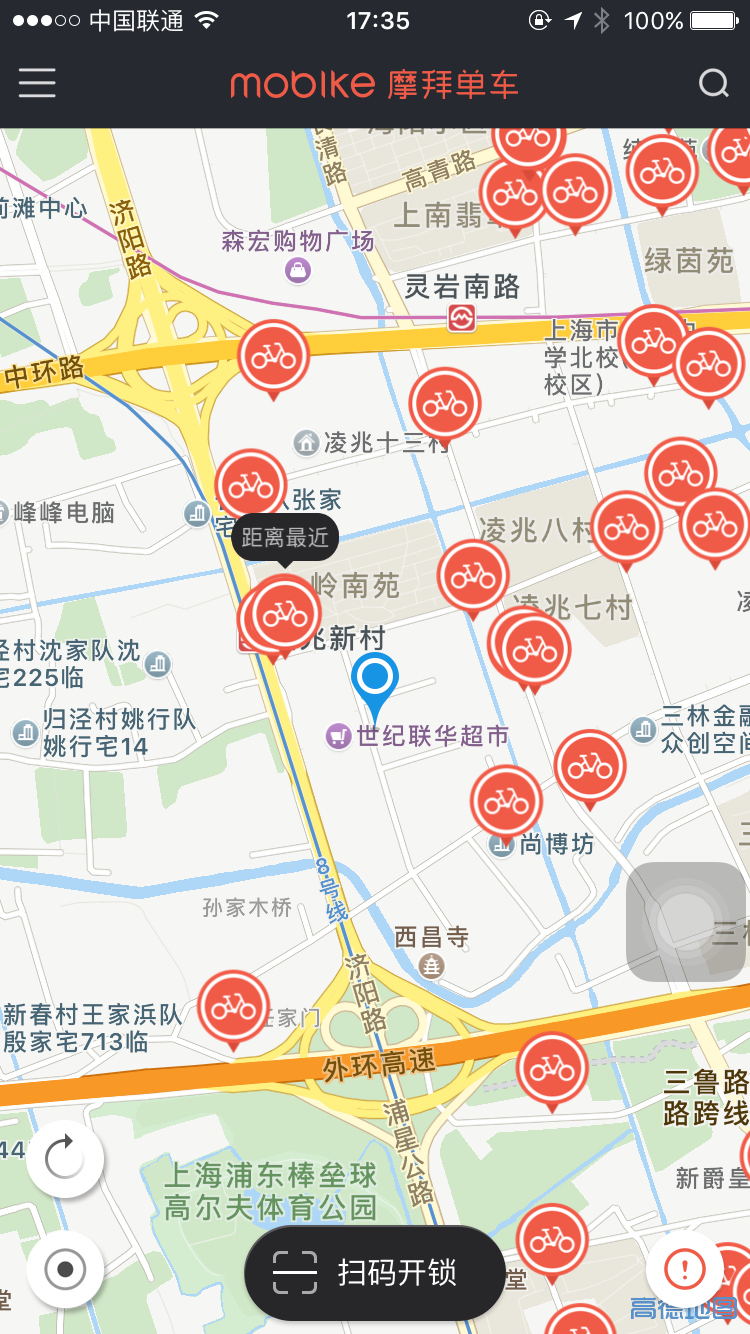 中国联通
17:35
100%
mobike 摩拜单车
高青路
上南翡
前滩中心
济阳路
森宏购物广场
绿茵苑
灵岩南路
上海市
学北校(
校区)
中环路
凌兆十三村
张家
峰峰电脑
宅
距离最近
凌兆八村
岭南苑
凌兆七村
兆新村
泾村沈家队沈
宅225临
归泾村姚行队
姚行宅14
世纪联华超市
三林金融
众创空间
尚博坊
8号线
孙家木桥
西昌寺
三林
济阳路
新春村王家浜队
殷家宅713临
任家门
外环高速
三鲁路
路跨线
浦星公路
44
上海浦东棒垒球
高尔夫体育公园
新爵皇
扫码开锁
堂
高德地图